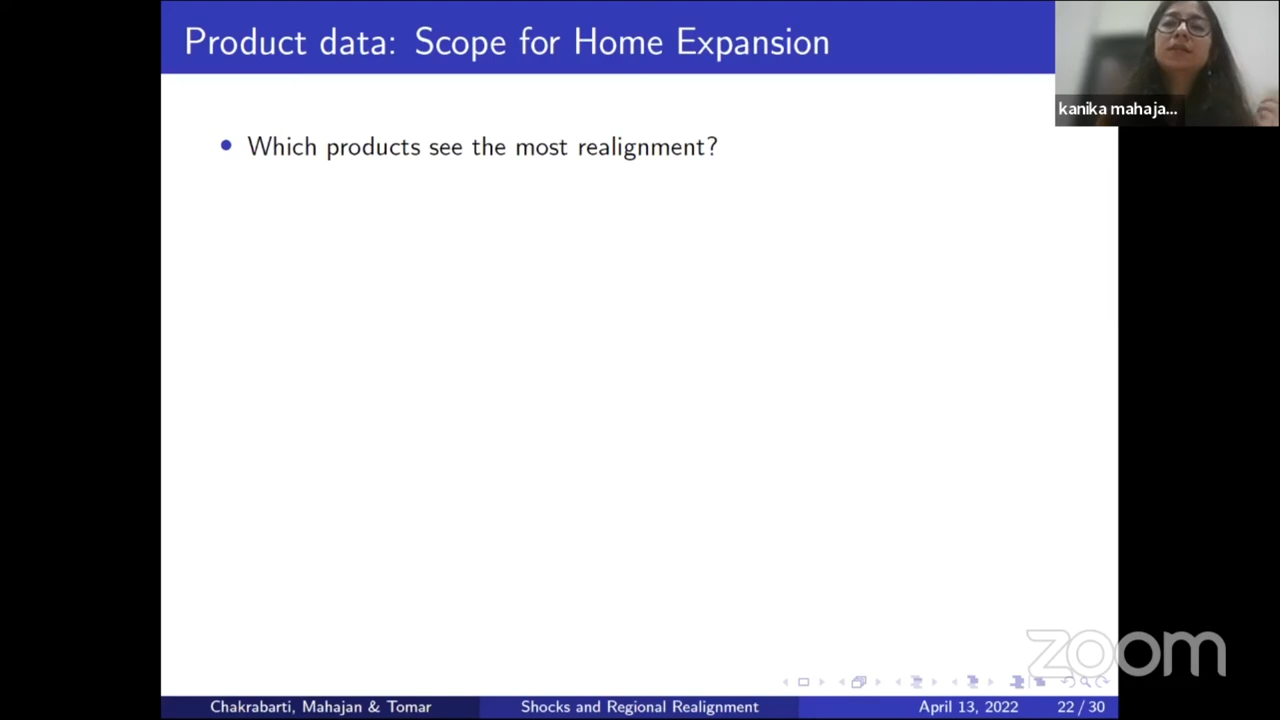 Product data: Scope for Home Expansion
kanika mahaja...
Which products see the most realignment?
zoom
Chakrabarti, Mahajan & Tomar
Shocks and Regional Realignment
April 13, 2022
22 / 30